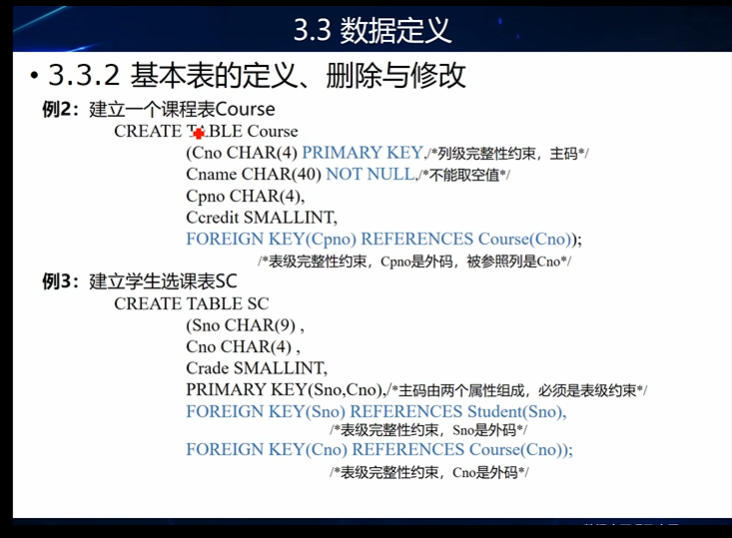 3.3 数据定义
• 3.3.2 基本表的定义、删除与修改
例2：建立一个课程表Course
CREATE TABLE Course
(Cno CHAR(4) PRIMARY KEY,/*列级完整性约束，主码*/
Cname CHAR(40) NOT NULL,/*不能取空值*/
Cpno CHAR(4),
Ccredit SMALLINT,
FOREIGN KEY(Cpno) REFERENCES Course(Cno));
/*表级完整性约束，Cpno是外码，被参照列是Cno*/
例3：建立学生选课表SC
CREATE TABLE SC
(Sno CHAR(9) ,
Cno CHAR(4) ,
Crade SMALLINT,
PRIMARY KEY(Sno,Cno),/*主码由两个属性组成，必须是表级约束*/
FOREIGN KEY(Sno) REFERENCES Student(Sno),
/*表级完整性约束，Sno是外码*/
FOREIGN KEY(Cno) REFERENCES Course(Cno));
/*表级完整性约束，Cno是外码*/